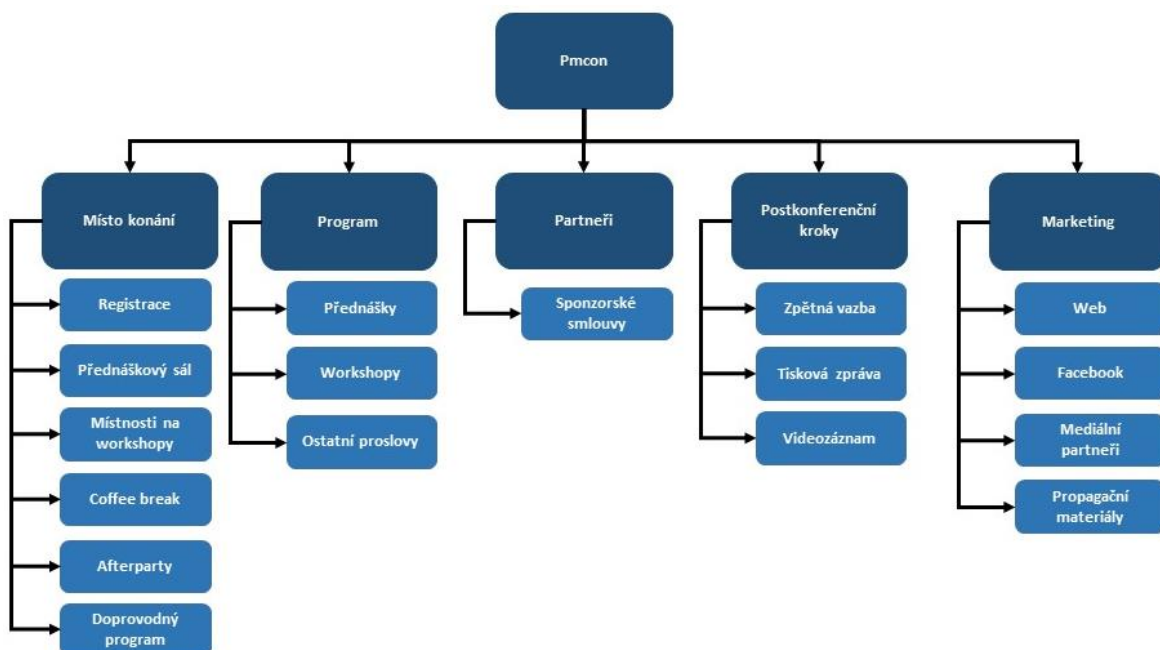 Pmcon
Místo konání
Program
Partneři
Postkonferenční
kroky
Marketing
Registrace
Přednáškový sál
Místnosti na
workshopy
Coffee break
Afterparty
Doprovodný
program
Přednášky
Workshopy
Ostatní proslovy
Sponzorské
smlouvy
Zpětná vazba
Tisková zpráva
Videozáznam
Web
Facebook
Mediální
partneři
Propagační
materiály